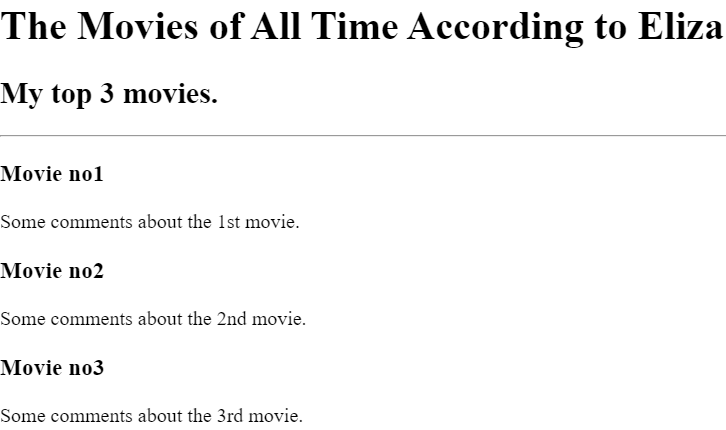 The Movies of All Time According to Eliza
My top 3 movies.
Movie no1
Some comments about the 1st movie.
Movie no2
Some comments about the 2nd movie.
Movie no3
Some comments about the 3rd movie.